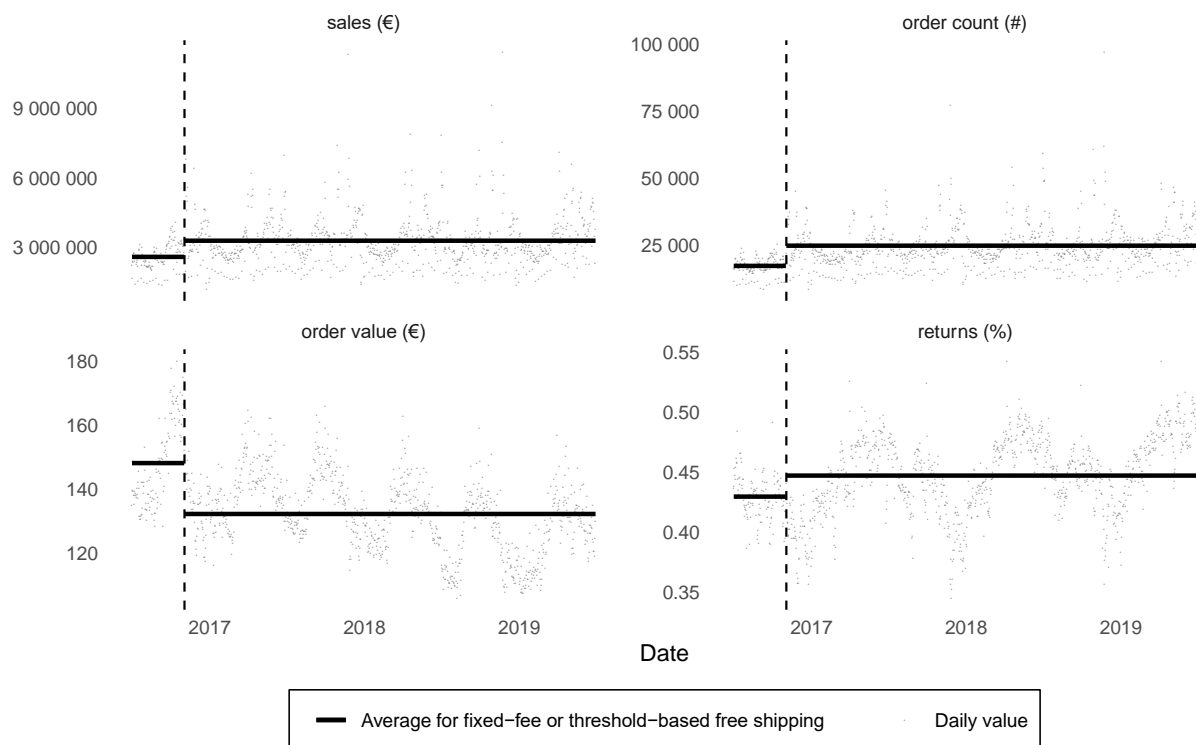 sales (€)
order count (#)
9 000 000
6 000 000
3 000 000
100 000
75 000
50 000
25 000
order value (€)
returns (%)
180
160
140
120
0.55
0.50
0.45
0.40
0.35
2017 2018 2019
2017 2018 2019
Date
Average for fixed−fee or threshold−based free shipping Daily value